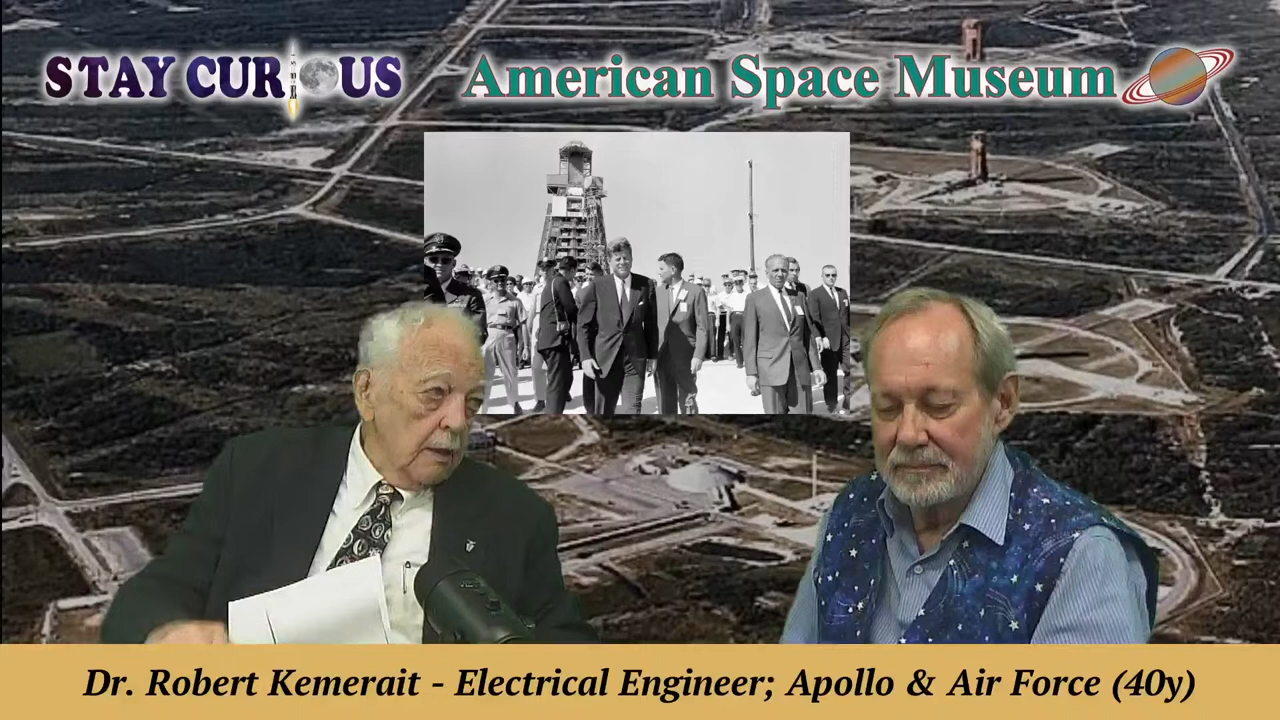 STAY CURIOUS
American Space Museum
Dr. Robert Kemerait - Electrical Engineer; Apollo & Air Force (40y)